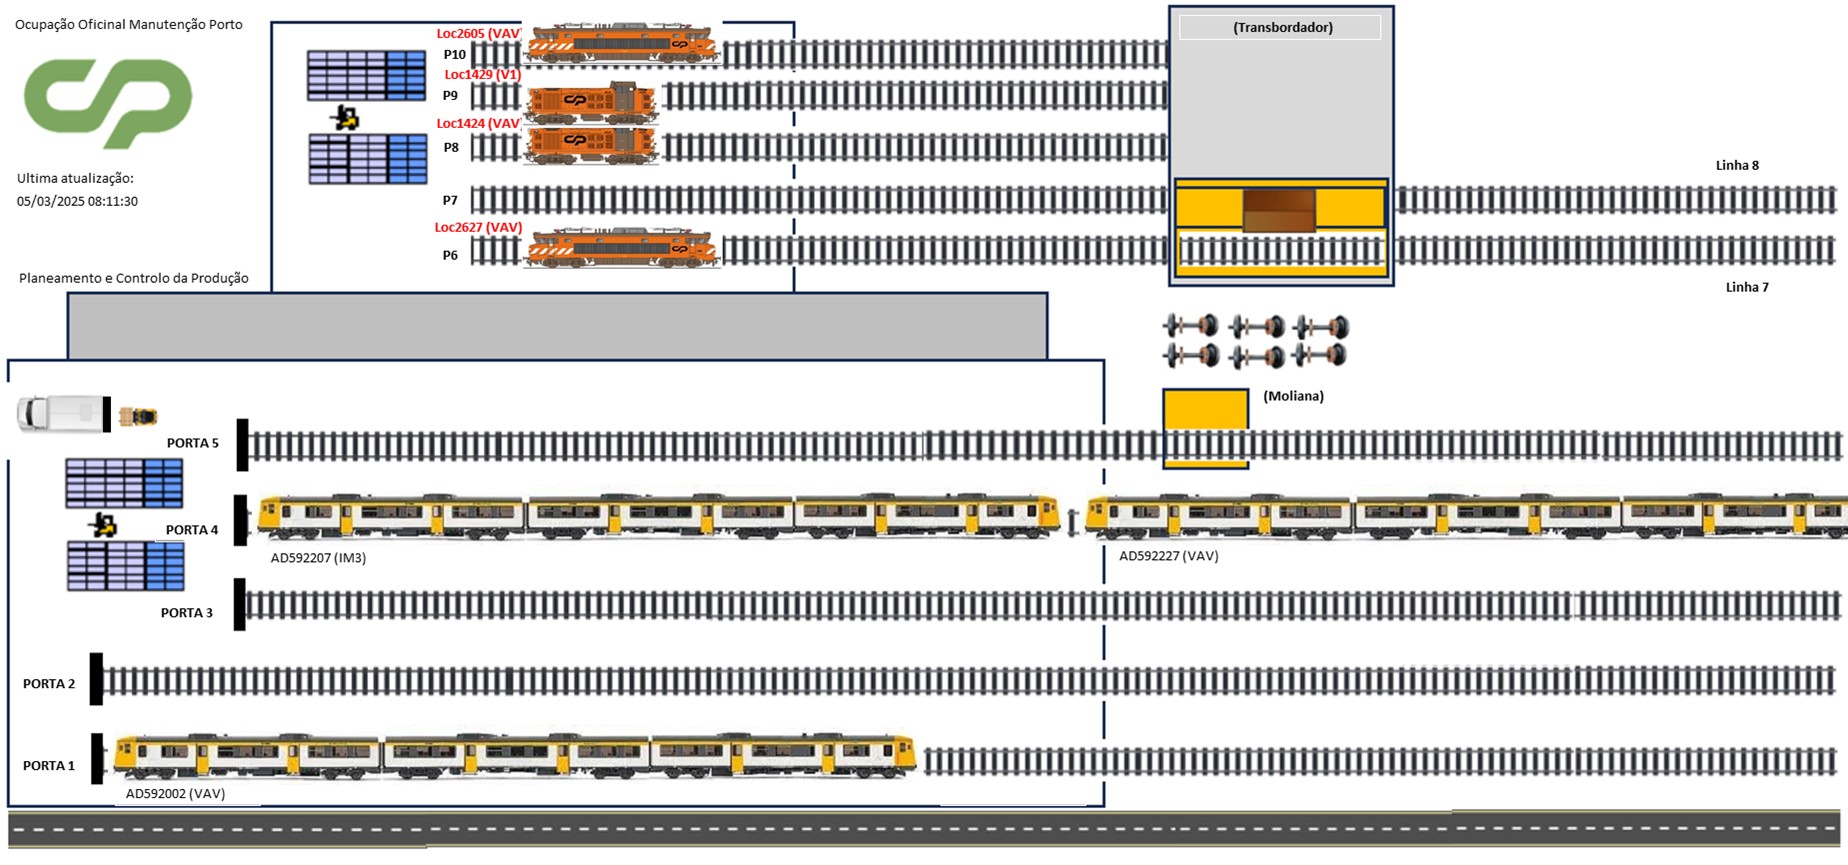 Ocupação Oficinal Manutenção Porto
CP
Ultima atualização:
05/03/2025 08:11:30
Planeamento e Controlo da Produção
Loc2605 (VAV)
P10
Loc1429 (V1)
P9
Loc1424 (VAV)
P8
P7
Loc2627 (VAV)
P6
(Transbordador)
Linha 8
Linha 7
(Moliana)
PORTA 5
PORTA 4
AD592207 (IM3)
AD592227 (VAV)
PORTA 3
PORTA 2
PORTA 1
AD592002 (VAV)